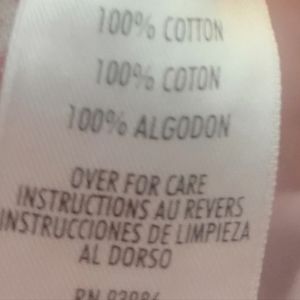 100% COTTON
100% COTON
100% ALGODON
OVER FOR CARE
INSTRUCTIONS AU REVERS
INSTRUCCIONES DE LIMPIEZA
AL DORSO
RN